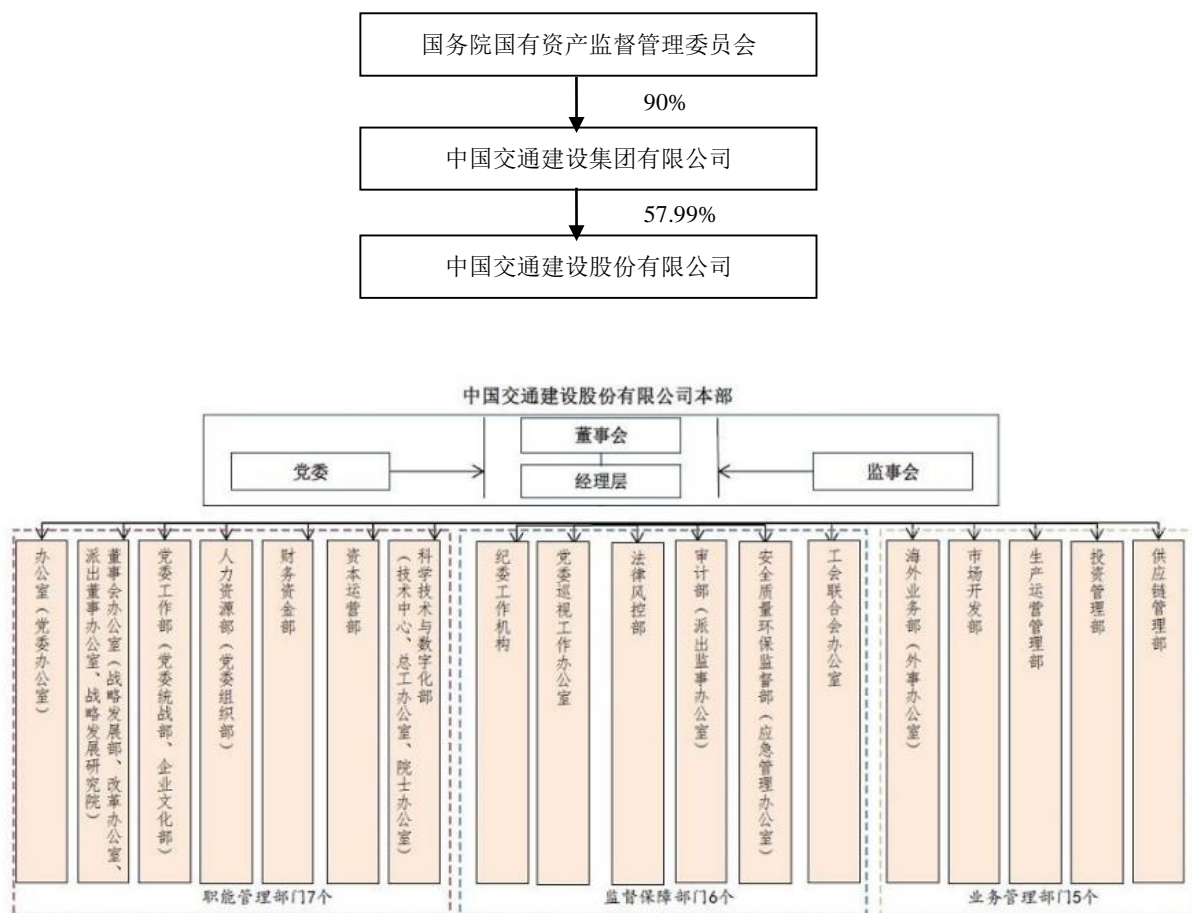 国务院国有资产监督管理委员会
90%
中国交通建设集团有限公司
57.99%
中国交通建设股份有限公司
中国交通建设股份有限公司本部
董事会
党委
监事会
经理层
办公室（党委办公室）
董事会办公室（战略发展部、改革办公室、
派出董事办公室、战略发展研究院）
党委工作部（党委统战部、企业文化部）
人力资源部（党委组织部）
财务资金部
资本运营部
科学技术与数字化部
（技术中心、总工办公室、院士办公室）
纪委工作机构
党委巡视工作办公室
法律风控部
审计部（派出监事办公室）
安全质量环保监督部（应急管理办公室）
工会联合会办公室
海外业务部（外事办公室）
市场开发部
生产运营管理部
投资管理部
供应链管理部
职能管理部门7个
监督保障部门6个
业务管理部门5个